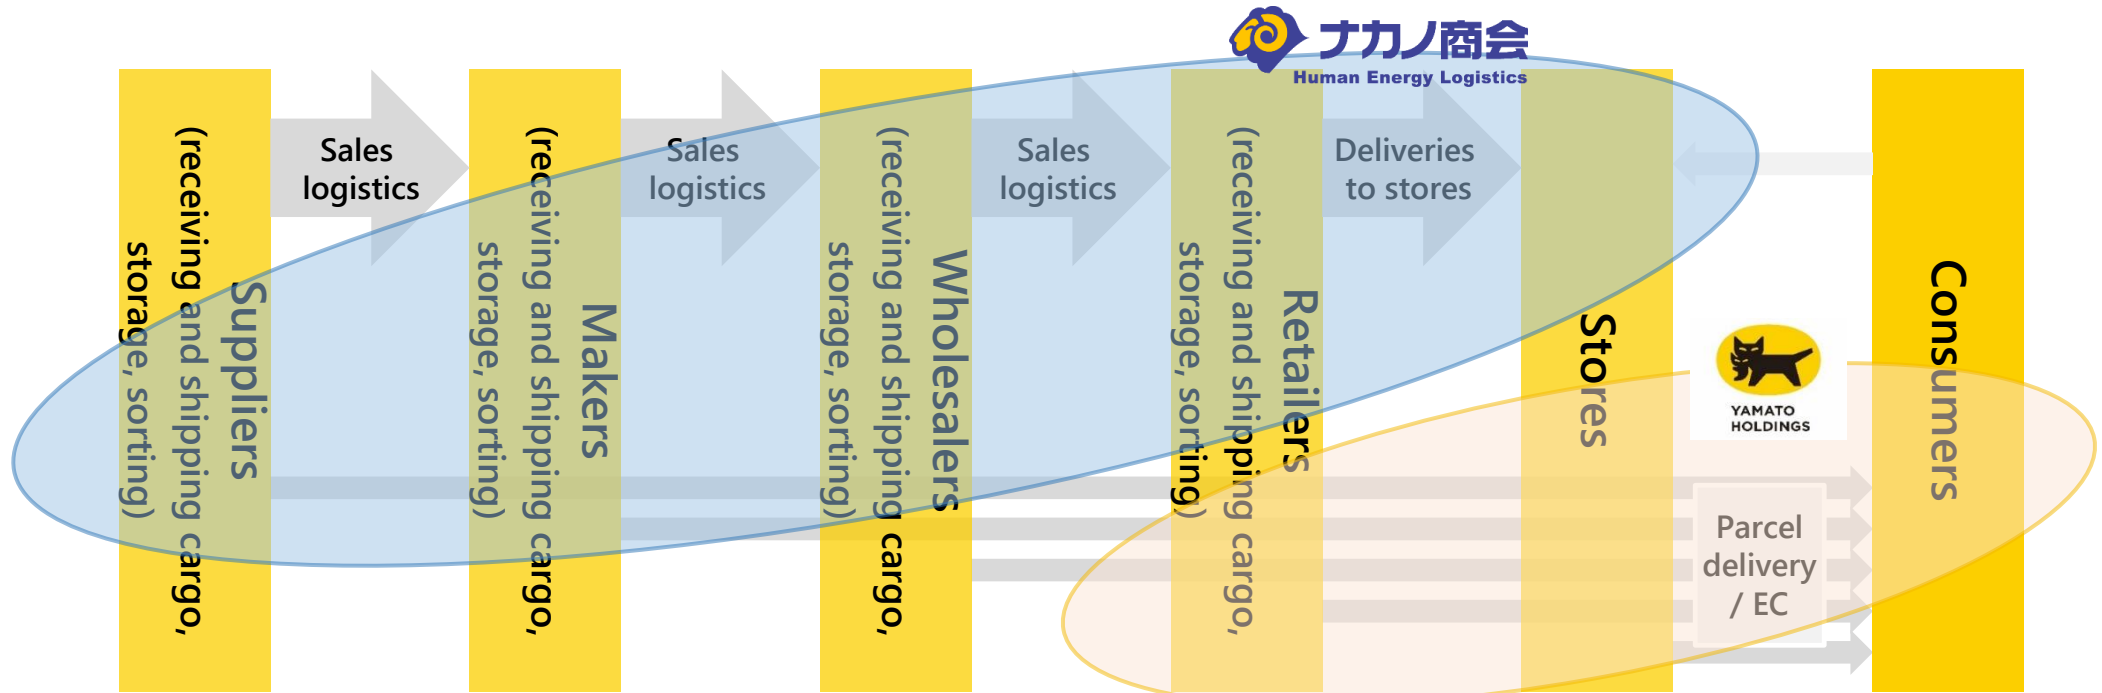 ナカノ商会
Human Energy Logistics
Suppliers
(receiving and shipping cargo,
storage, sorting)
Sales
logistics
Makers
(receiving and shipping cargo,
storage, sorting)
Sales
logistics
Wholesalers
(receiving and shipping cargo,
storage, sorting)
Sales
logistics
Retailers
(receiving and shipping cargo,
storage, sorting)
Deliveries
to stores
Stores
YAMATO
HOLDINGS
Parcel
delivery
/ EC
Consumers